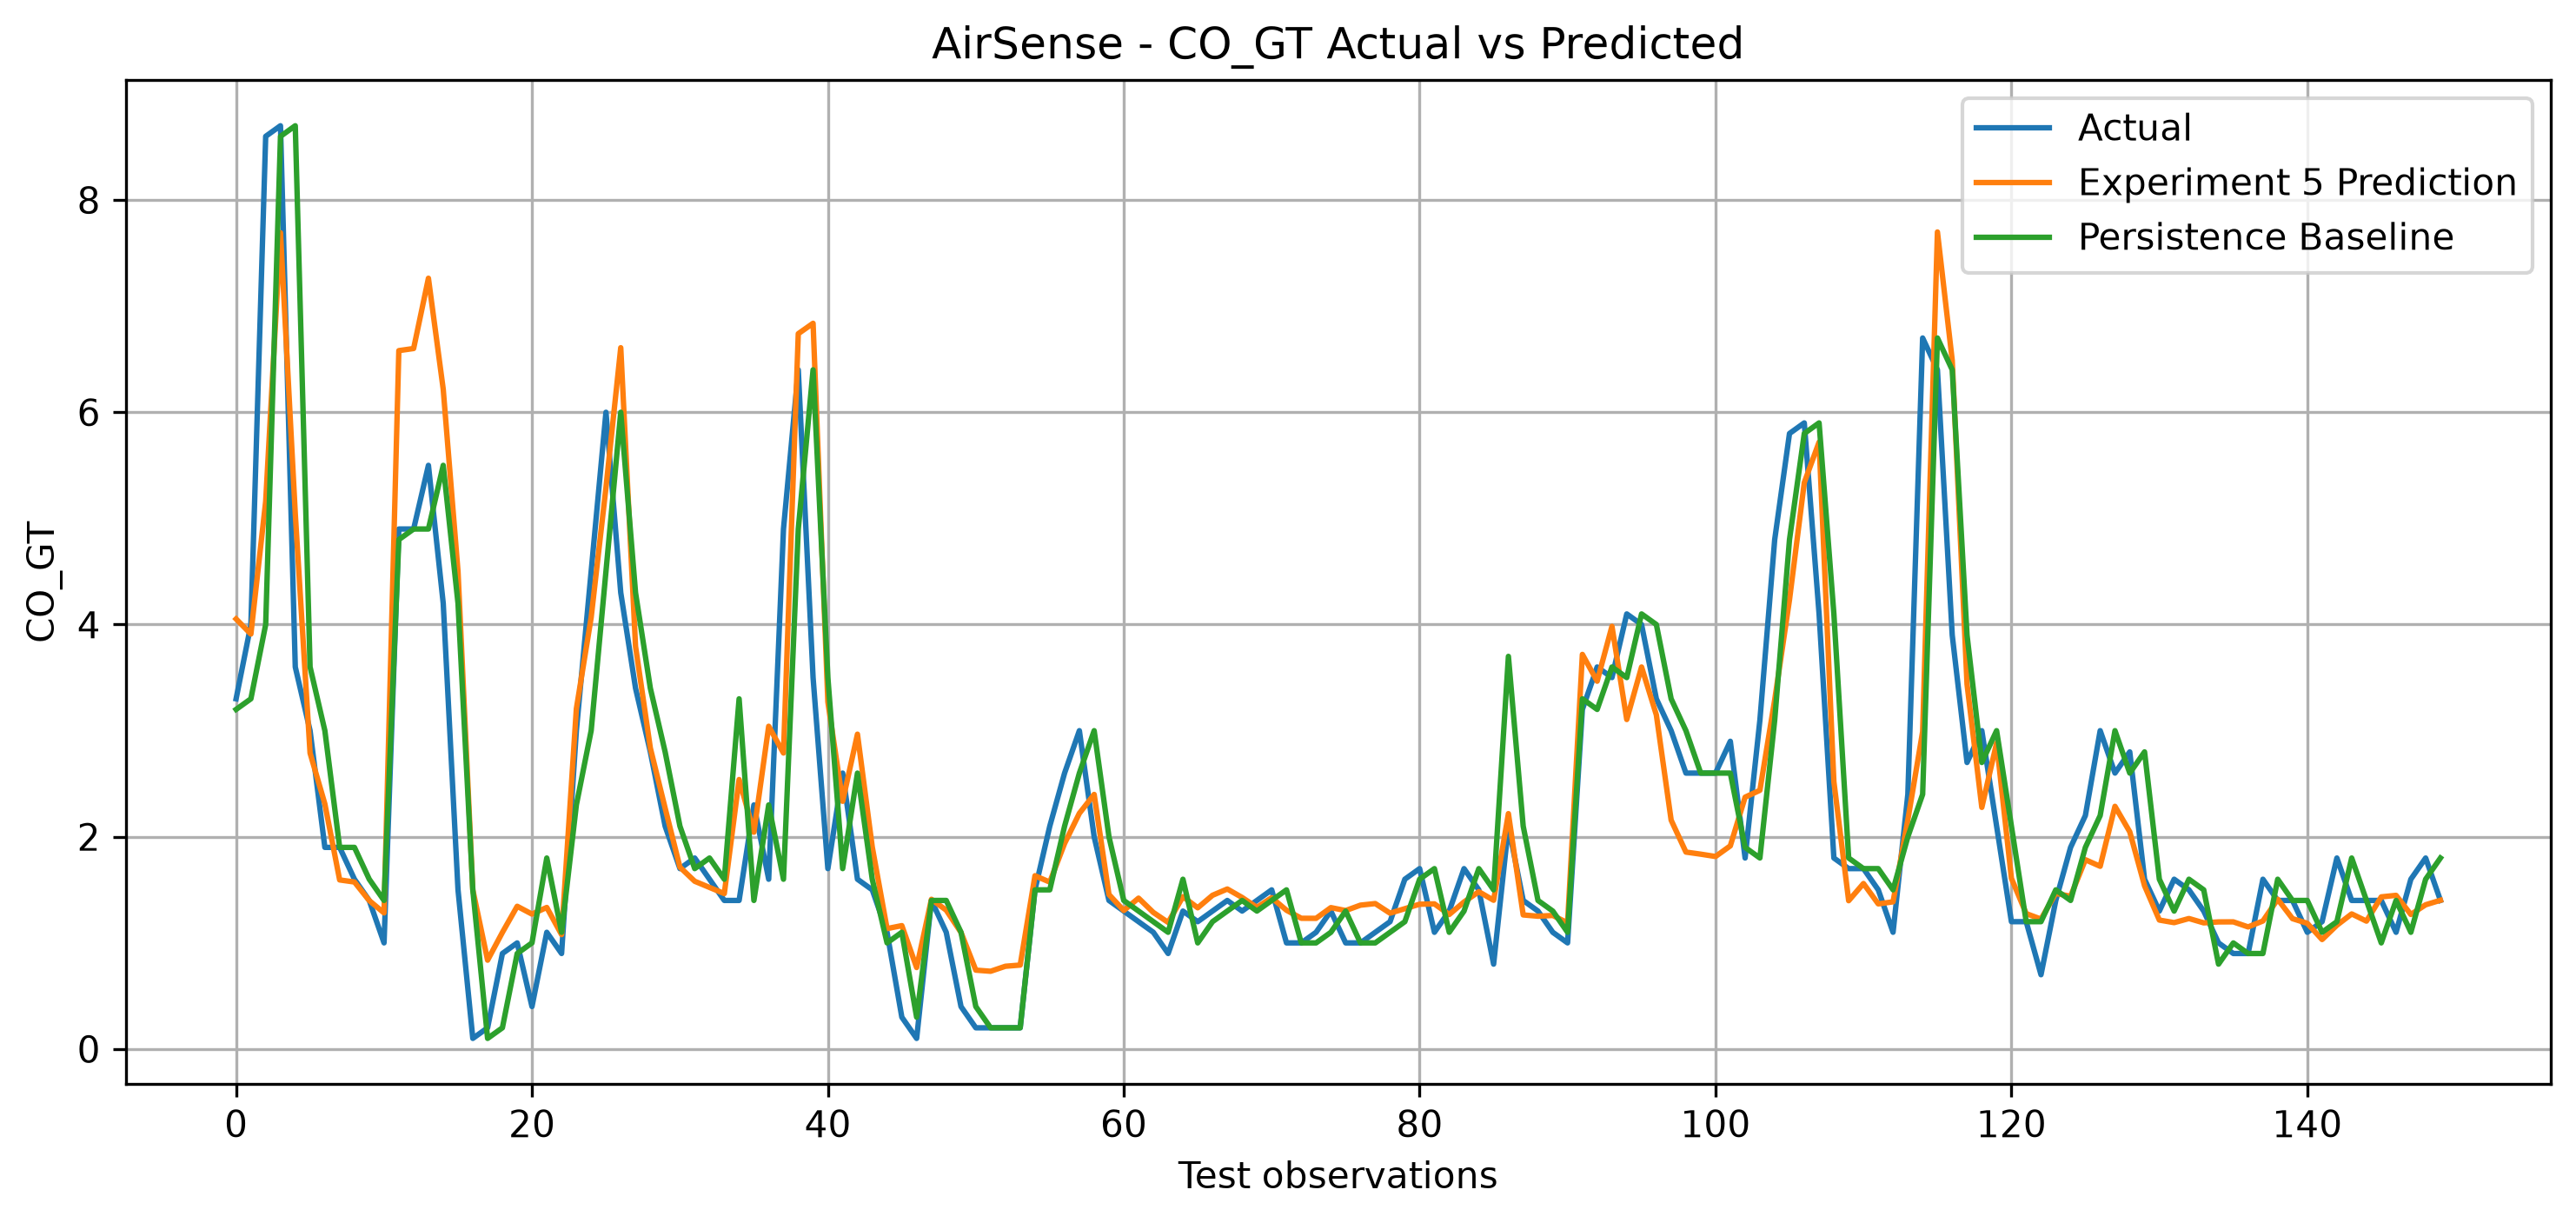 AirSense - CO_GT Actual vs Predicted
Actual
Experiment 5 Prediction
Persistence Baseline
CO_GT
8
6
4
2
0
0 20 40 60 80 100 120 140
Test observations